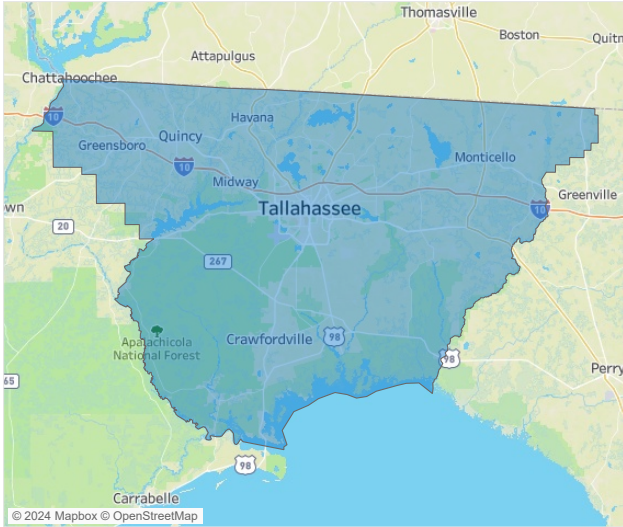 Thomasville
Boston
Quitn
Attapulgus
Chattahoochee
10
Havana
Quincy
Greensboro
10
Monticello
Midway
Greenville
Tallahassee
own
10
20
267
98
Crawfordville
Apalachicola
National Forest
98
Perry
65
98
Carrabelle
© 2024 Mapbox © OpenStreetMap